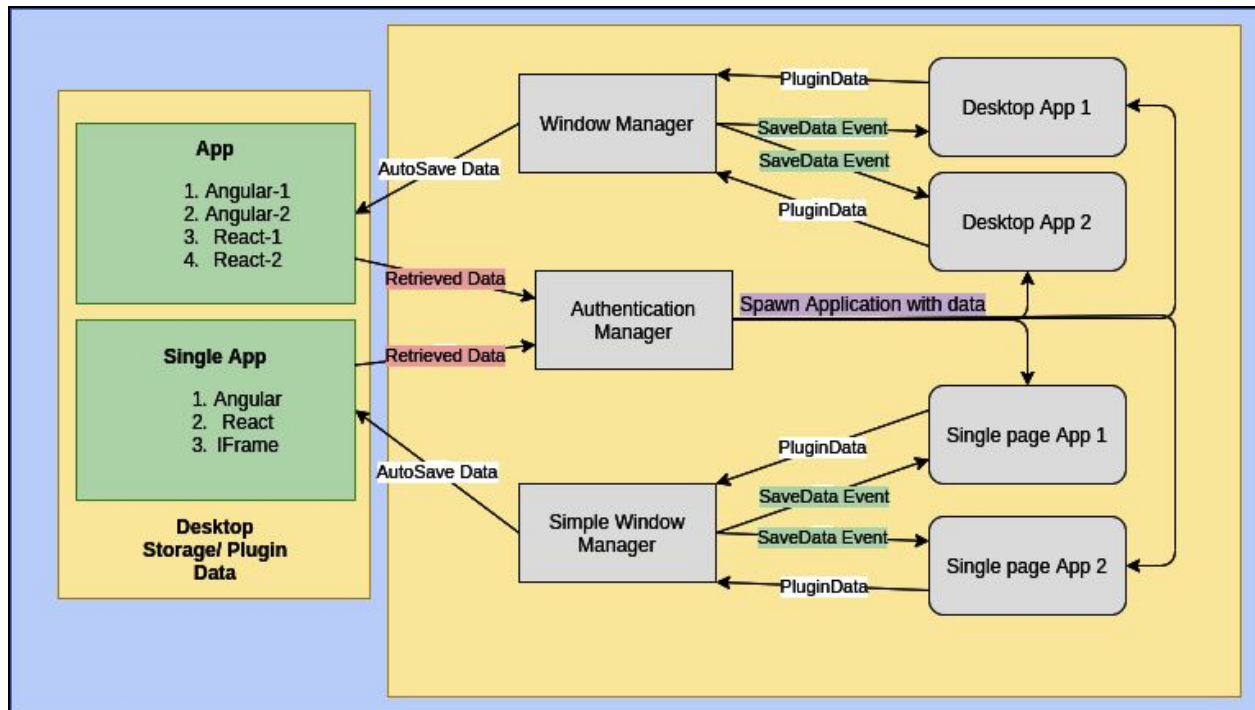 App
1. Angular-1
2. Angular-2
3. React-1
4. React-2
Single App
1. Angular
2. React
3. IFrame
Desktop
Storage/ Plugin
Data
AutoSave Data
Retrieved Data
Retrieved Data
AutoSave Data
Window Manager
Authentication
Manager
Simple Window
Manager
PluginData
SaveData Event
SaveData Event
PluginData
Spawn Application with data
PluginData
SaveData Event
SaveData Event
PluginData
Desktop App 1
Desktop App 2
Single page App 1
Single page App 2